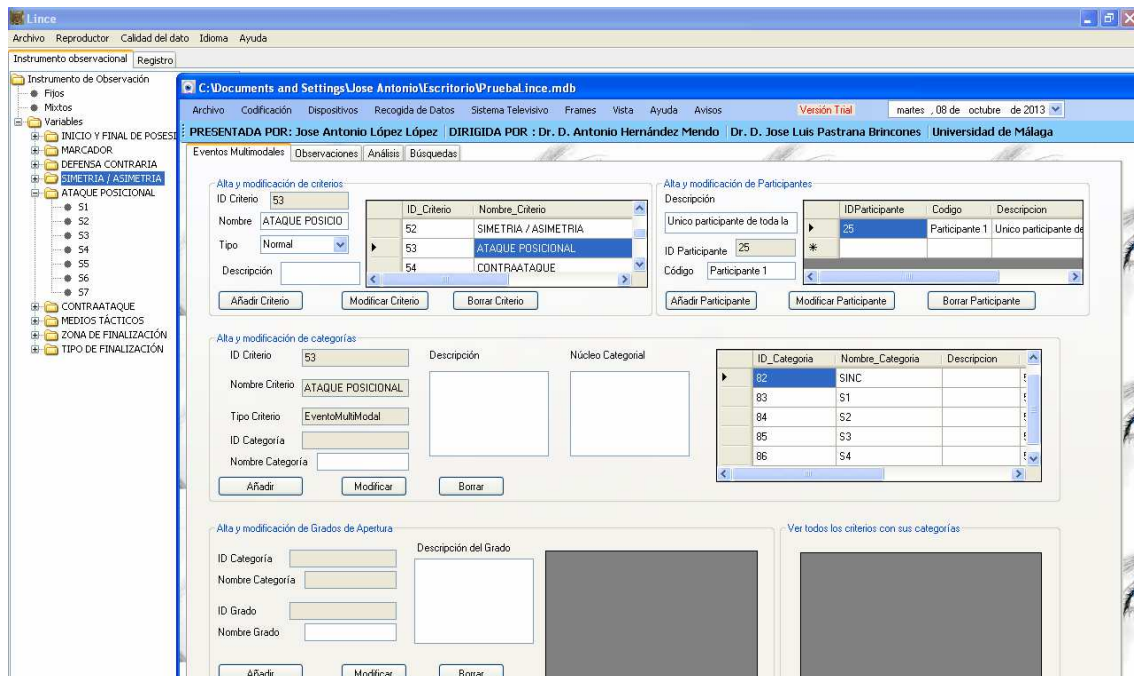 Lince
Archivo Reproductor Calidad del dato Idioma Ayuda
Instrumento observacional Registro
Instrumento de Observación
Fijos
Mixtos
Variables
INICIO Y FINAL DE POSESI
MARCADOR
DEFENSA CONTRARIA
SIMETRIA / ASIMETRIA
ATAQUE POSICIONAL
S1
S2
S3
S4
S5
S6
S7
CONTRAATAQUE
MEDIOS TÁCTICOS
ZONA DE FINALIZACIÓN
TIPO DE FINALIZACIÓN
C:\Documents and Settings\Jose Antonio\Escritorio\PruebaLince.mdb
Archivo Codificación Dispositivos Recogida de Datos Sistema Televisivo Frames Vista Ayuda Avisos Versión Trial martes , 08 de octubre de 2013
PRESENTADA POR: Jose Antonio López López DIRIGIDA POR : Dr. D. Antonio Hernández Mendo Dr. D. Jose Luis Pastrana Brincones Universidad de Málaga
Eventos Multimodales Observaciones Análisis Búsquedas
Alta y modificación de criterios
ID Criterio 53
Nombre ATAQUE POSICIO
Tipo Normal
Descripción
ID_Criterio Nombre_Criterio
52 SIMETRIA / ASIMETRIA
53 ATAQUE POSICIONAL
54 CONTRAATAQUE
Añadir Criterio Modificar Criterio Borrar Criterio
Alta y modificación de Participantes
Descripción
Unico participante de toda la
ID Participante 25
Código Participante 1
IDParticipante Codigo Descripcion
25 Participante 1 Unico participante de
Añadir Participante Modificar Participante Borrar Participante
Alta y modificación de categorías
ID Criterio 53
Nombre Criterio ATAQUE POSICIONAL
Tipo Criterio EventoMultiModal
ID Categoría
Nombre Categoría
Descripción
Núcleo Categorial
ID_Categoria Nombre_Categoria Descripcion
82 SINC
83 S1
84 S2
85 S3
86 S4
Añadir Modificar Borrar
Alta y modificación de Grados de Apertura
ID Categoría
Nombre Categoría
ID Grado
Nombre Grado
Descripción del Grado
Añadir Modificar Borrar
Ver todos los criterios con sus categorías